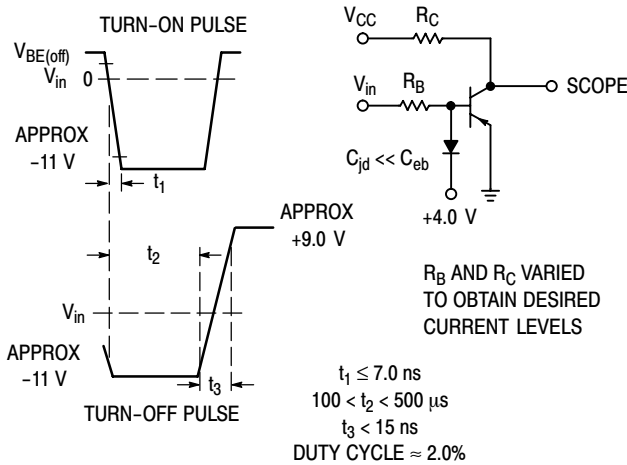 TURN–ON PULSE
V_BE(off)
V_in 0
APPROX
–11 V
t_1
t_2
APPROX
+9.0 V
V_in
APPROX
–11 V
t_3
TURN–OFF PULSE
V_CC
R_C
SCOPE
V_in
R_B
C_jd << C_eb
+4.0 V
R_B AND R_C VARIED
TO OBTAIN DESIRED
CURRENT LEVELS
t_1 ≤ 7.0 ns
100 < t_2 < 500 μs
t_3 < 15 ns
DUTY CYCLE ≈ 2.0%